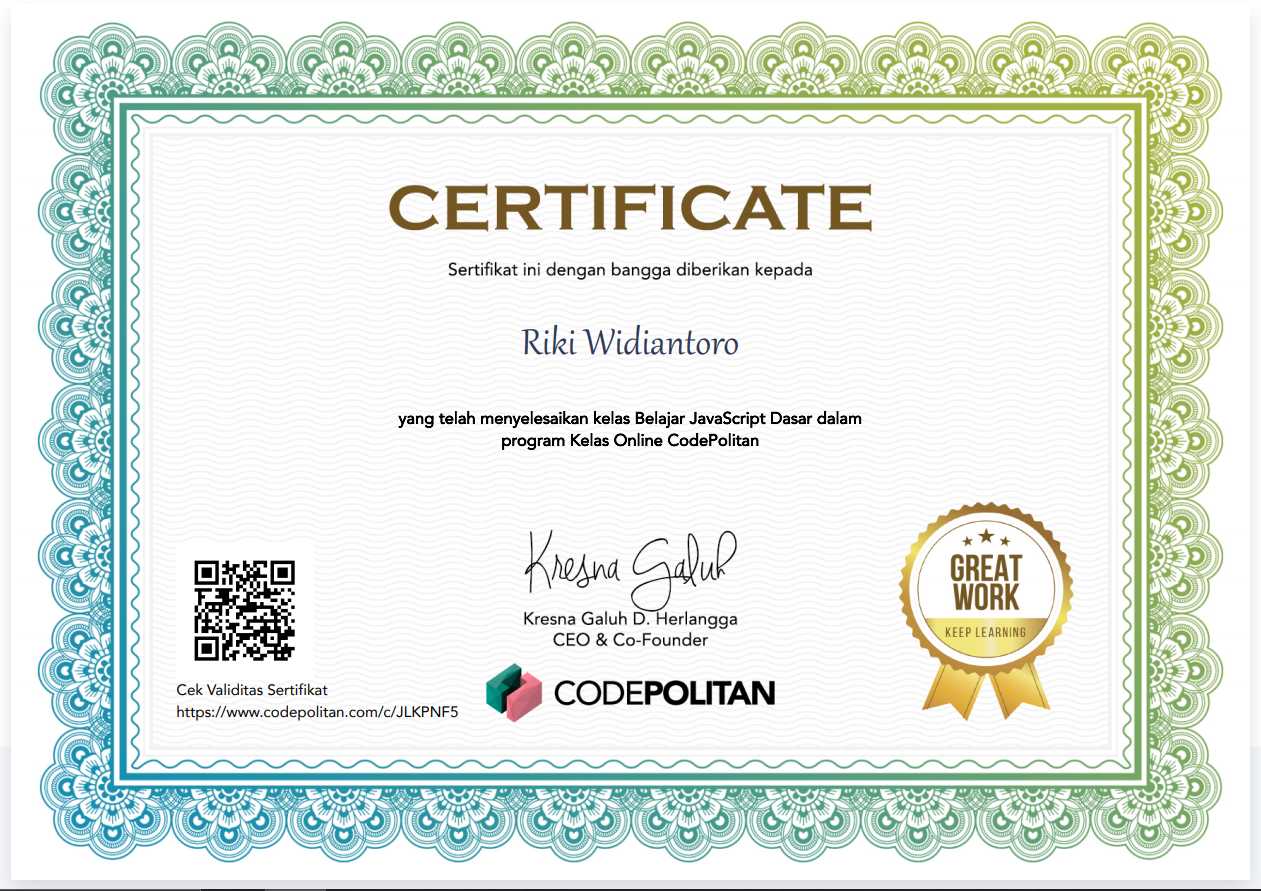 CERTIFICATE
Sertifikat ini dengan bangga diberikan kepada
Riki Widiantoro
yang telah menyelesaikan kelas Belajar JavaScript Dasar dalam
program Kelas Online CodePolitan
Kresna Galuh
Kresna Galuh D. Herlangga
CEO & Co-Founder
CODEPOLITAN
Cek Validitas Sertifikat
https://www.codepolitan.com/c/JLKPNF5
GREAT
WORK
KEEP LEARNING